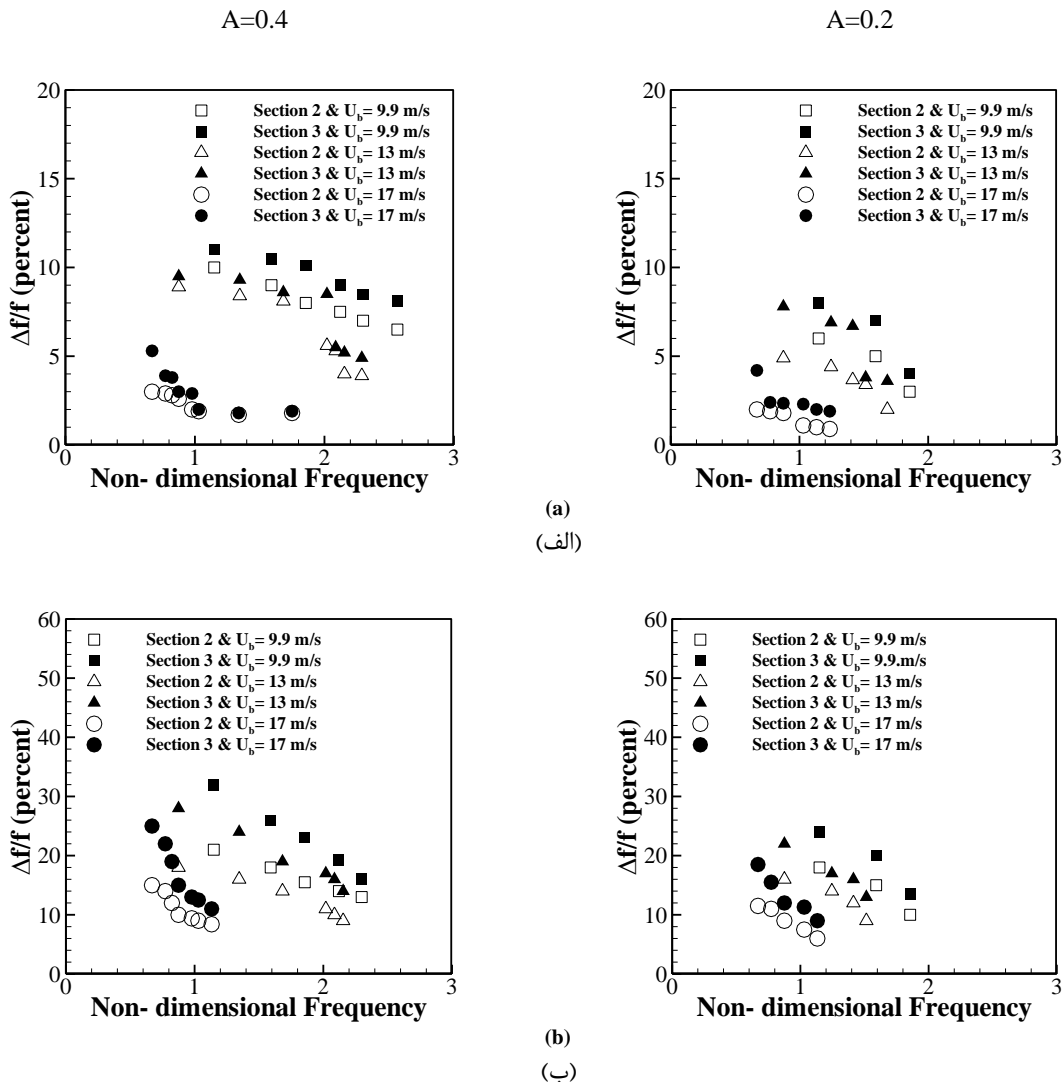 A=0.4
A=0.2
20
15
10
5
0
0 1 2 3
Δf/f (percent)
Non- dimensional Frequency
Section 2 & U_b= 9.9 m/s
Section 3 & U_b= 9.9 m/s
Section 2 & U_b= 13 m/s
Section 3 & U_b= 13 m/s
Section 2 & U_b= 17 m/s
Section 3 & U_b= 17 m/s
20
15
10
5
0
0 1 2 3
Δf/f (percent)
Non- dimensional Frequency
Section 2 & U_b= 9.9 m/s
Section 3 & U_b= 9.9 m/s
Section 2 & U_b= 13 m/s
Section 3 & U_b= 13 m/s
Section 2 & U_b= 17 m/s
Section 3 & U_b= 17 m/s
(a)
(الف)
60
50
40
30
20
10
0
0 1 2 3
Δf/f (percent)
Non- dimensional Frequency
Section 2 & U_b= 9.9 m/s
Section 3 & U_b= 9.9 m/s
Section 2 & U_b= 13 m/s
Section 3 & U_b= 13 m/s
Section 2 & U_b= 17 m/s
Section 3 & U_b= 17 m/s
60
50
40
30
20
10
0
0 1 2 3
Δf/f (percent)
Non- dimensional Frequency
Section 2 & U_b= 9.9 m/s
Section 3 & U_b= 9.9.m/s
Section 2 & U_b= 13 m/s
Section 3 & U_b= 13 m/s
Section 2 & U_b= 17 m/s
Section 3 & U_b= 17 m/s
(b)
(ب)